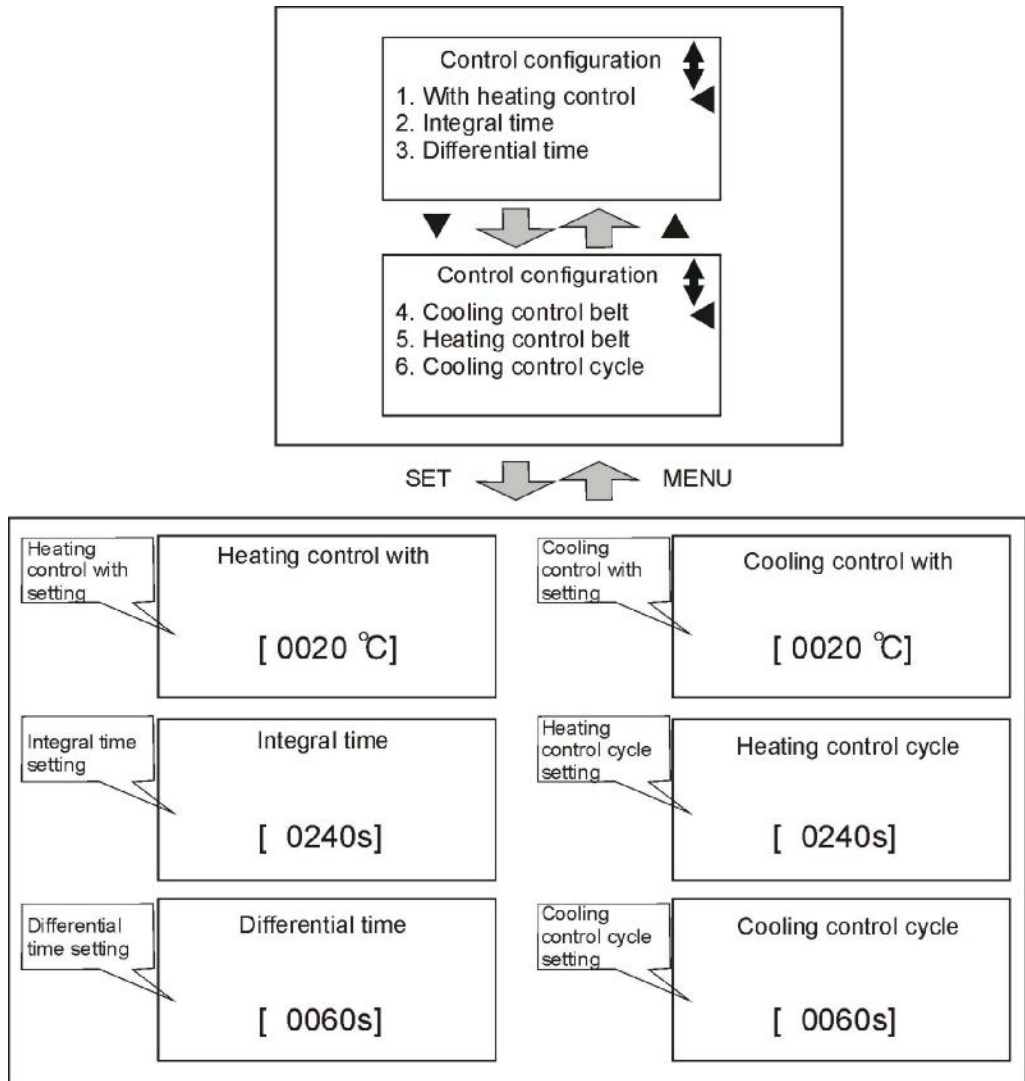 Control configuration
1. With heating control
2. Integral time
3. Differential time
Control configuration
4. Cooling control belt
5. Heating control belt
6. Cooling control cycle
SET
MENU
Heating
control with
setting
Heating control with
[ 0020 ℃]
Cooling
control with
setting
Cooling control with
[ 0020 ℃]
Integral time
setting
Integral time
[ 0240s]
Heating
control cycle
setting
Heating control cycle
[ 0240s]
Differential
time setting
Differential time
[ 0060s]
Cooling
control cycle
setting
Cooling control cycle
[ 0060s]